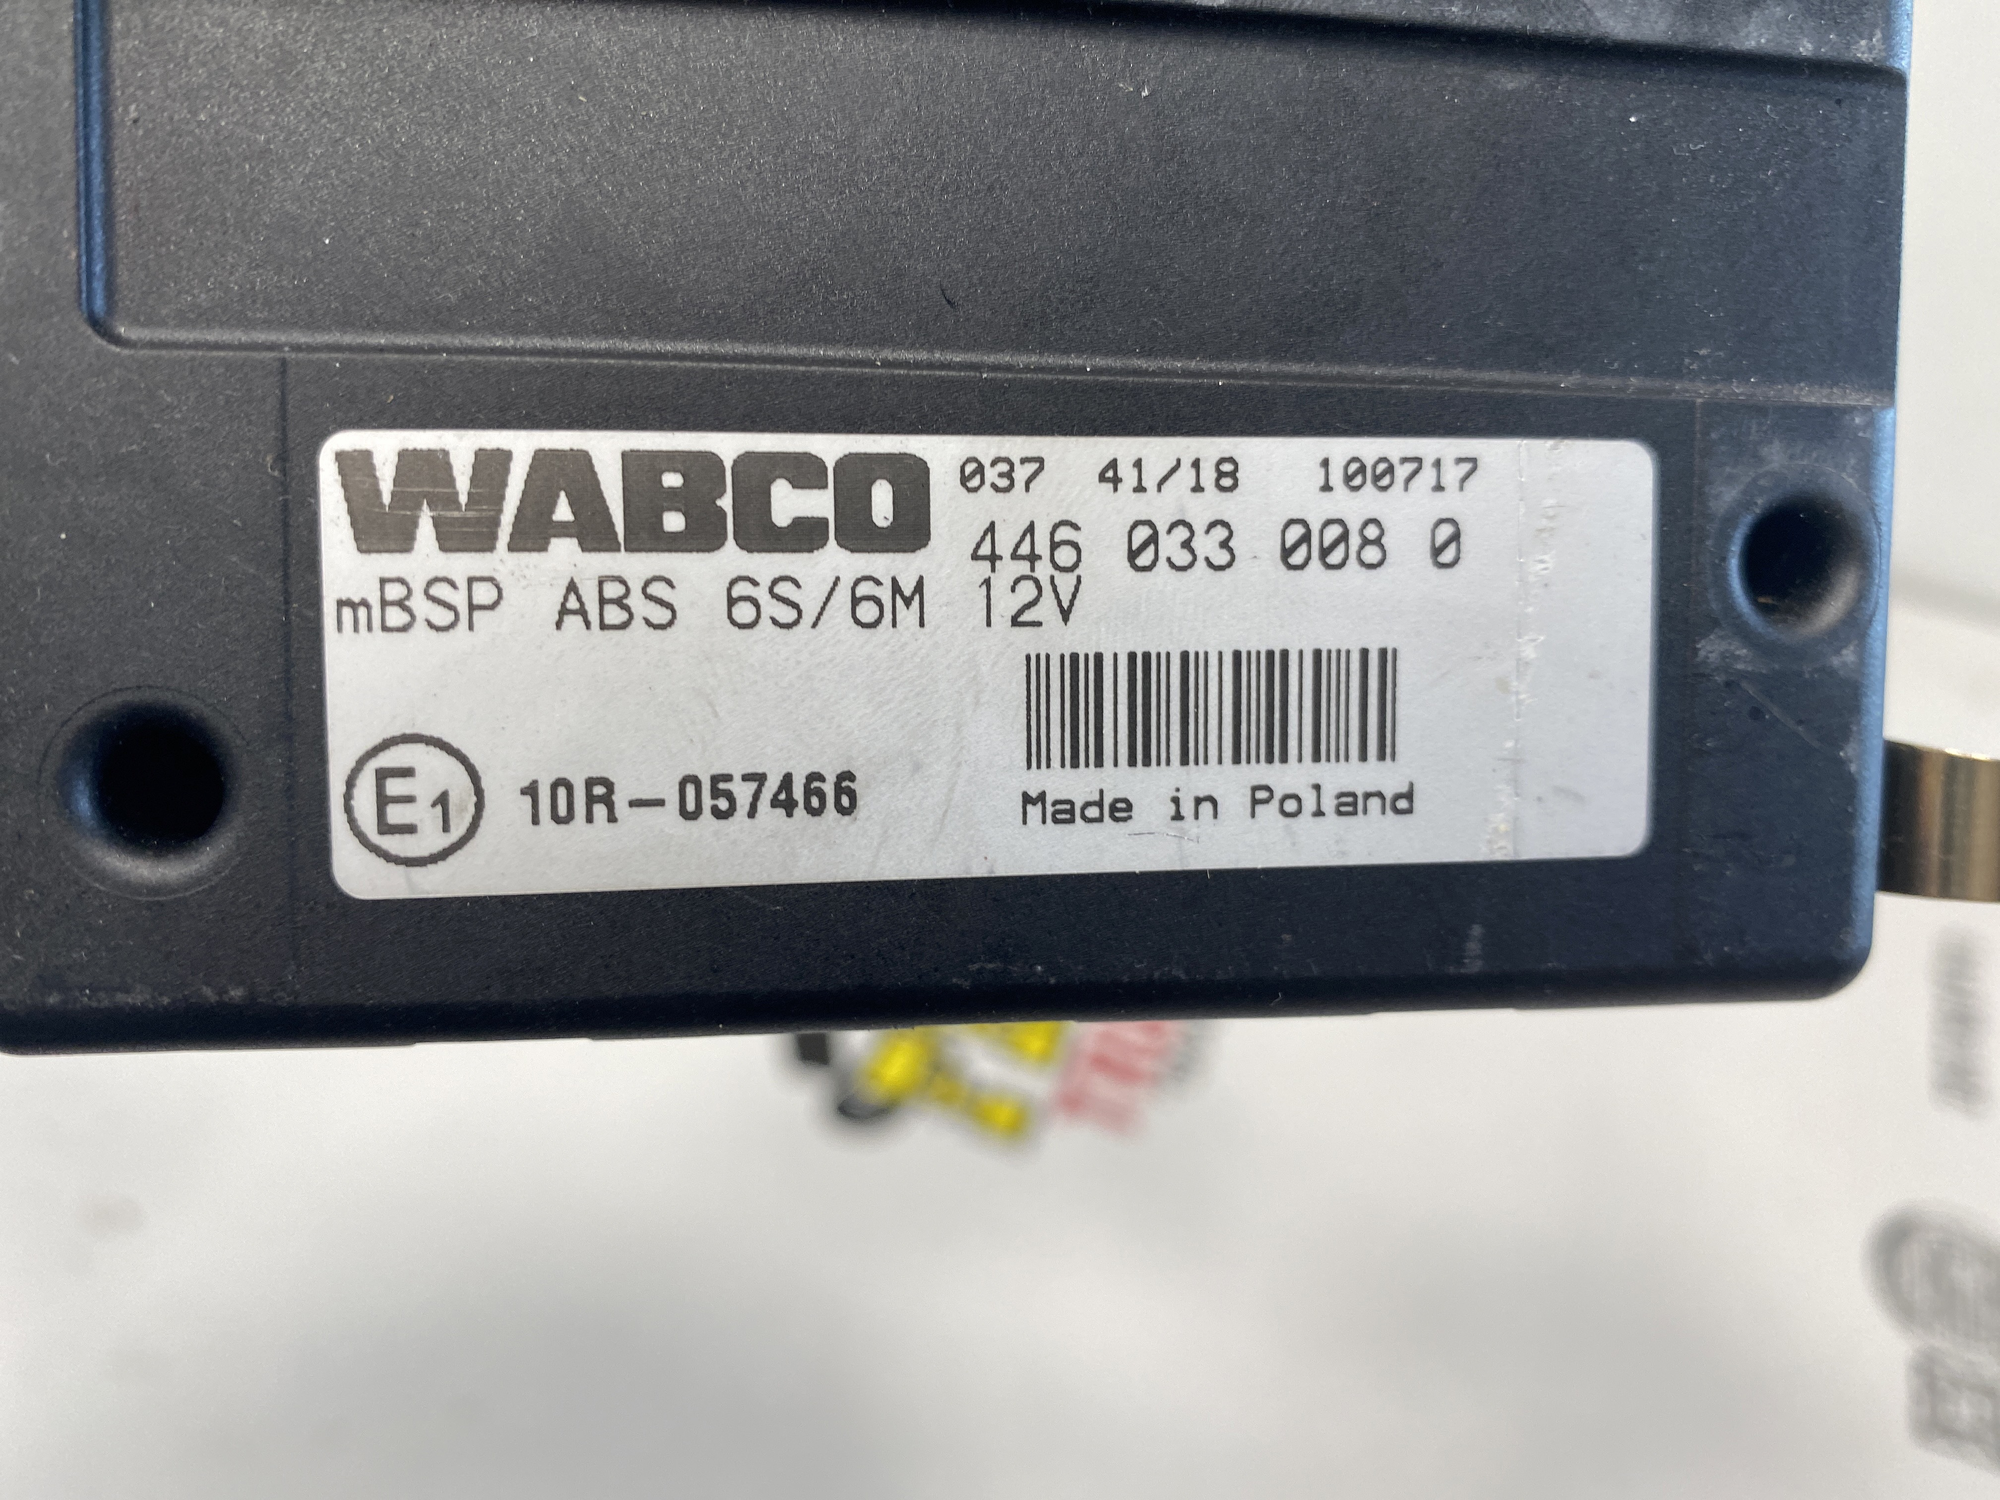 WABCO 037 41/18 100717
446 033 008 0
mBSP ABS 6S/6M 12V
E1 10R-057466
Made in Poland